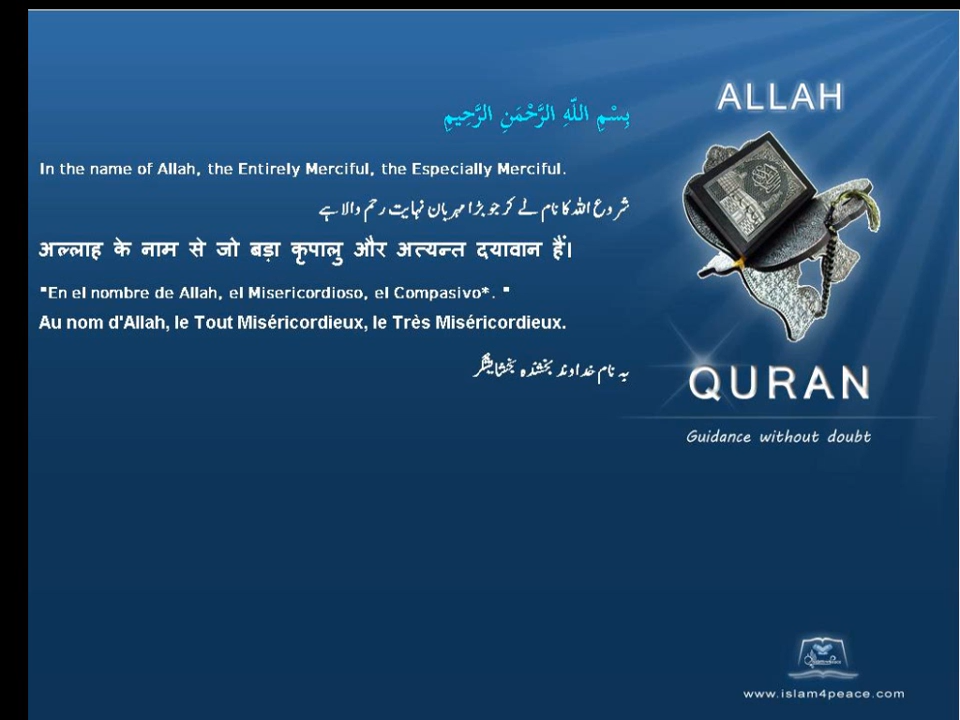 بِسْمِ اللّهِ الرَّحْمَنِ الرَّحِيمِ
In the name of Allah, the Entirely Merciful, the Especially Merciful.
شروع الله کا نام لے کر جو بڑا مہربان نہایت رحم والا ہے
अल्लाह के नाम से जो बड़ा कृपालु और अत्यन्त दयावान हैं।
"En el nombre de Allah, el Misericordioso, el Compasivo*. "
Au nom d'Allah, le Tout Miséricordieux, le Très Miséricordieux.
به نام خداوند بخشنده بخشایشگر
ALLAH
QURAN
Guidance without doubt
www.islam4peace.com